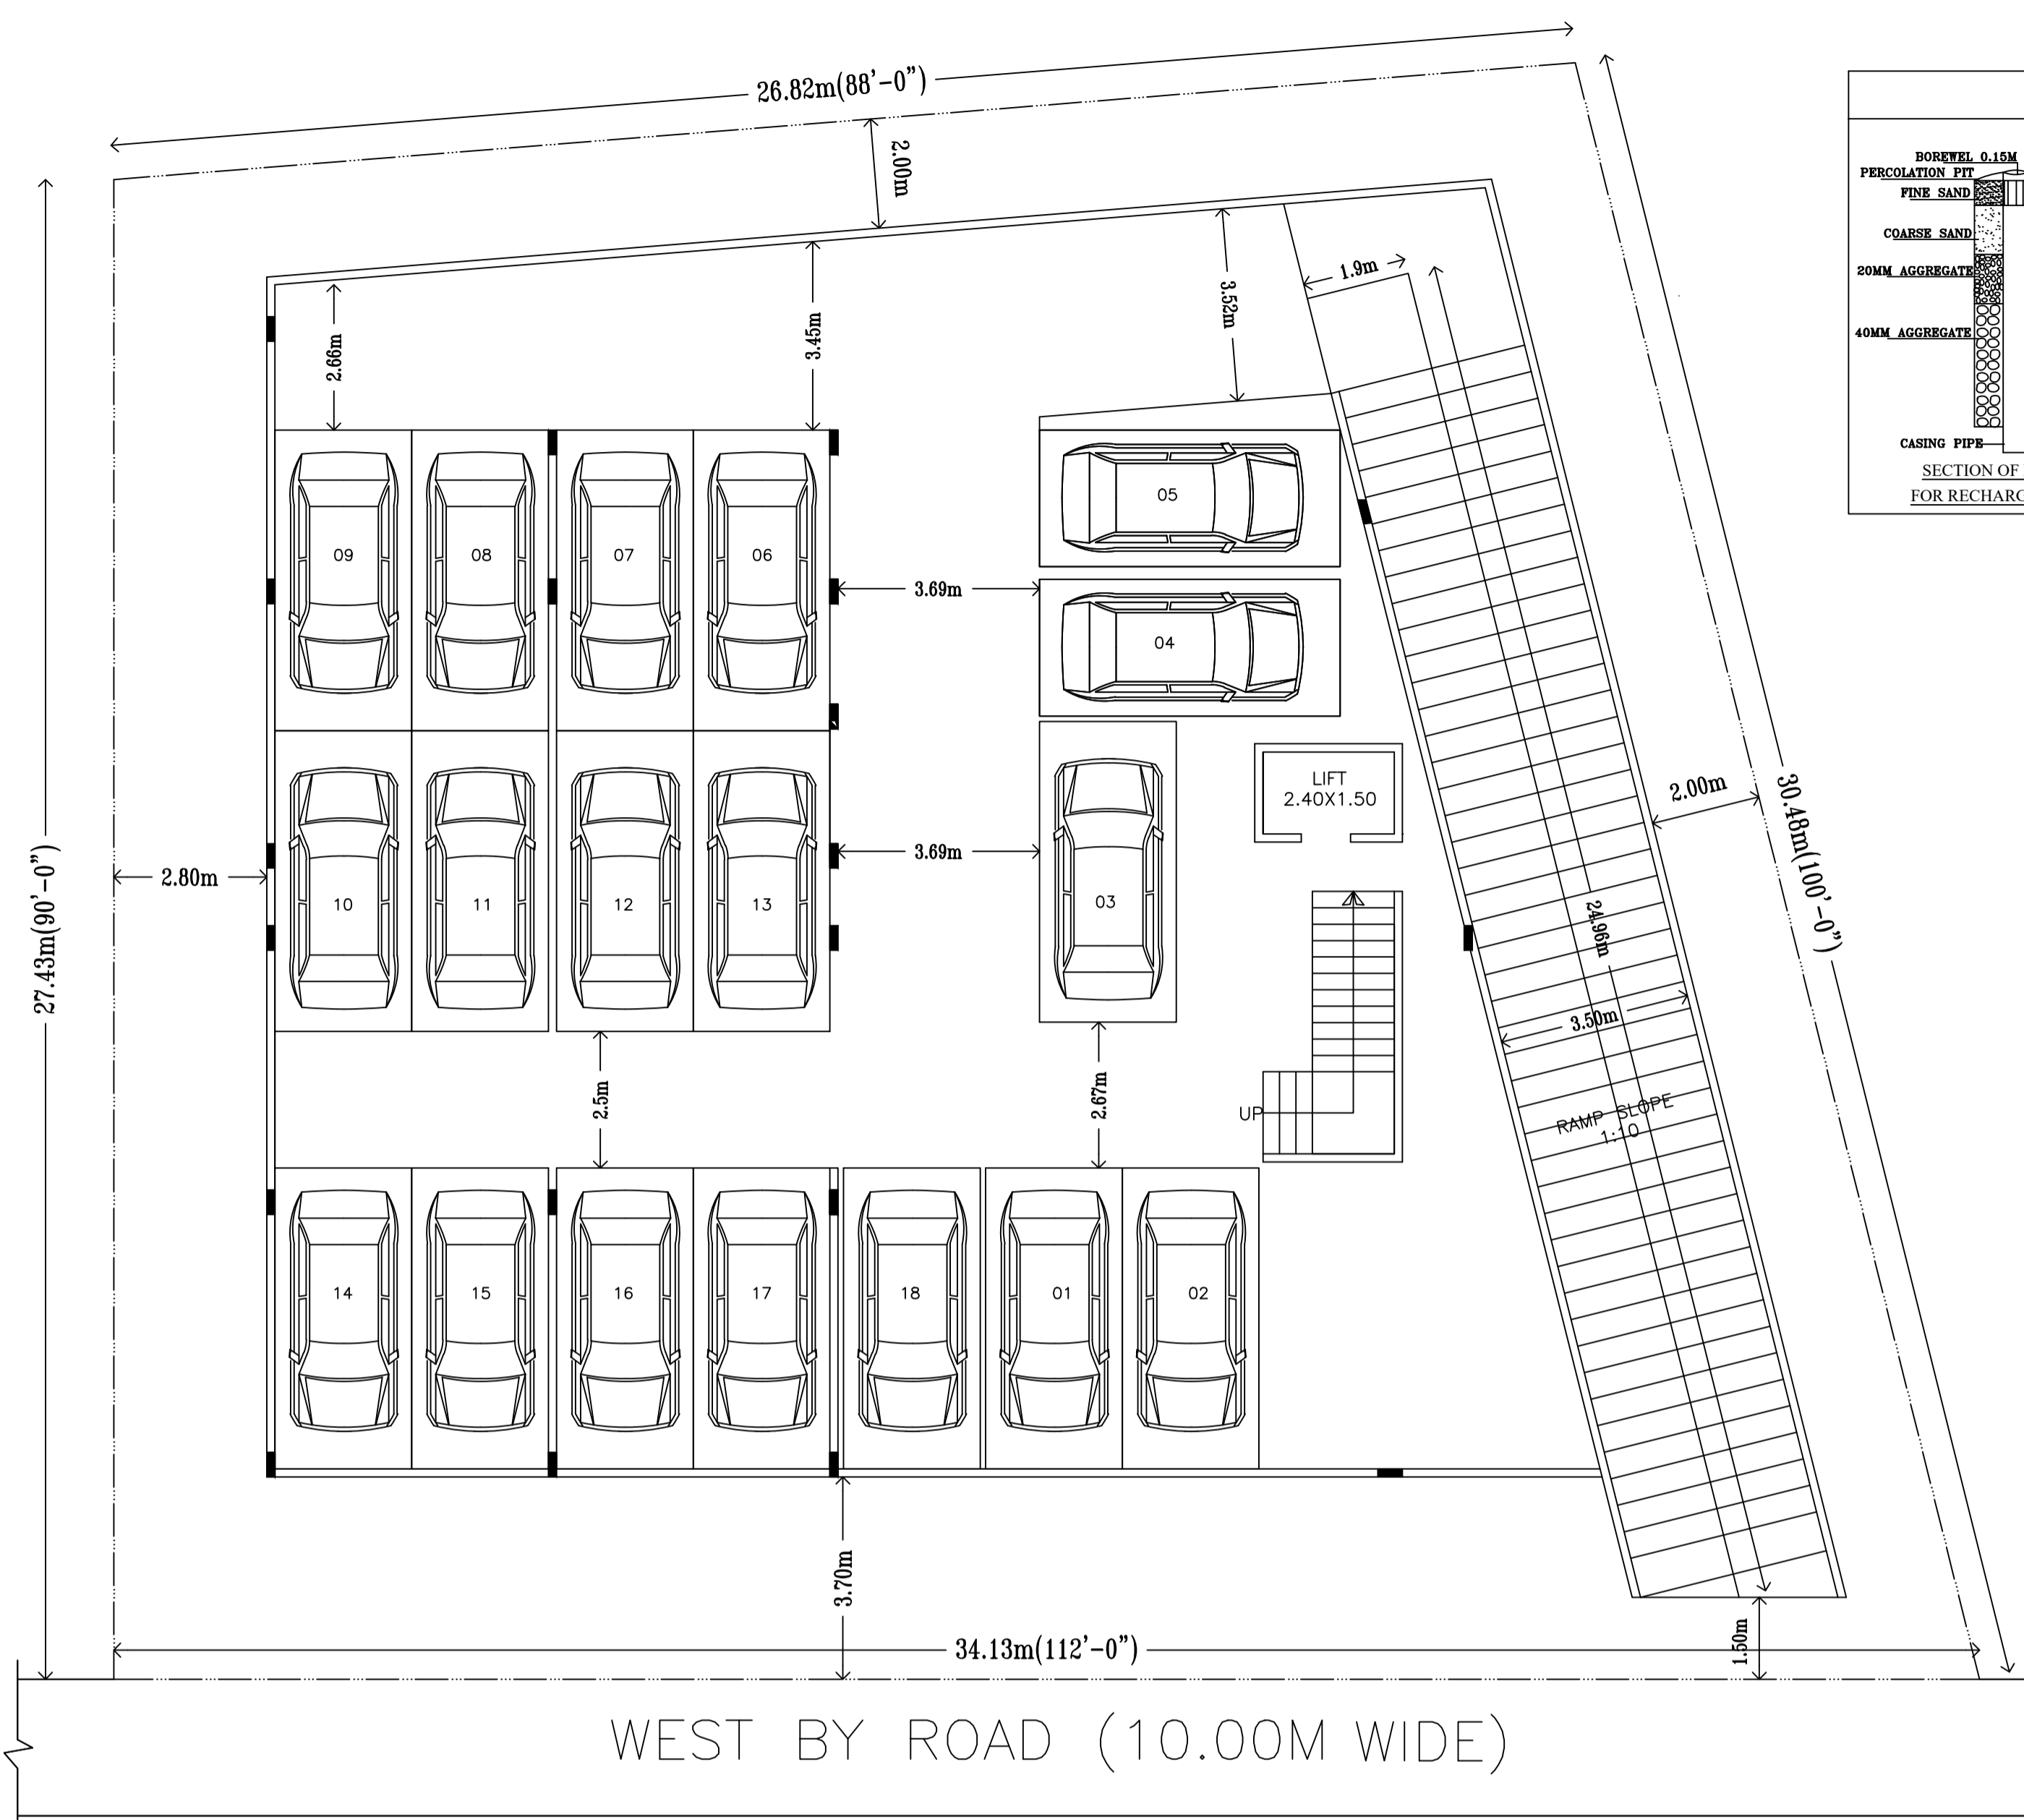 26.82m(88'-0")
2.00m
BOREWEL 0.15M
PERCOLATION PIT
FINE SAND
COARSE SAND
20MM AGGREGATE
40MM AGGREGATE
CASING PIPE
SECTION OF
FOR
1.9m
3.52m
3.45m
2.66m
09
08
07
06
05
3.69m
04
LIFT
2.40X1.50
2.00m
30.48m(100'-0")
27.43m(90'-0")
2.80m
3.69m
10
11
12
13
03
24.96m
3.50m
2.5m
2.67m
UP
RAMP SLOPE
1:10
14
15
16
17
18
01
02
3.70m
34.13m(112'-0")
1.50m
WEST BY ROAD (10.00M WIDE)